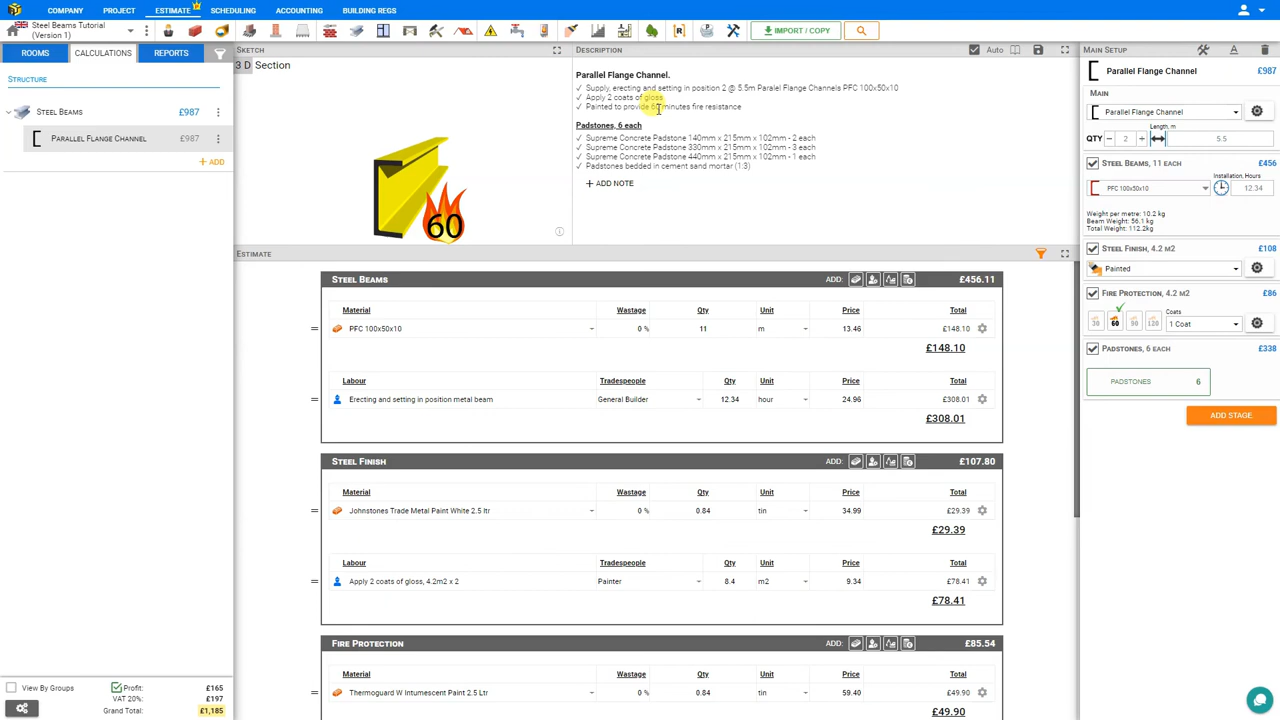 COMPANY PROJECT ESTIMATE SCHEDULING ACCOUNTING BUILDING REGS
Steel Beams Tutorial
(Version 1)
IMPORT / COPY
ROOMS CALCULATIONS REPORTS
STRUCTURE
STEEL BEAMS £987
PARALLEL FLANGE CHANNEL £987
ADD
View By Groups
Profit: £165
VAT 20%: £197
Grand Total: £1,185
SKETCH
3 D Section
60
DESCRIPTION
Auto
Parallel Flange Channel.
Supply, erecting and setting in position 2 @ 5.5m Paralel Flange Channels PFC 100x50x10
Apply 2 coats of gloss
Painted to provide 60 minutes fire resistance
Padstones, 6 each
Supreme Concrete Padstone 140mm x 215mm x 102mm - 2 each
Supreme Concrete Padstone 330mm x 215mm x 102mm - 3 each
Supreme Concrete Padstone 440mm x 215mm x 102mm - 1 each
Padstones bedded in cement sand mortar (1:3)
ADD NOTE
ESTIMATE
STEEL BEAMS ADD: £456.11
Material Wastage Qty Unit Price Total
PFC 100x50x10 0 % 11 m 13.46 £148.10
£148.10
Labour Tradespeople Qty Unit Price Total
Erecting and setting in position metal beam General Builder 12.34 hour 24.96 £308.01
£308.01
STEEL FINISH ADD: £107.80
Material Wastage Qty Unit Price Total
Johnstones Trade Metal Paint White 2.5 ltr 0 % 0.84 tin 34.99 £29.39
£29.39
Labour Tradespeople Qty Unit Price Total
Apply 2 coats of gloss, 4.2m2 x 2 Painter 8.4 m2 9.34 £78.41
£78.41
FIRE PROTECTION ADD: £85.54
Material Wastage Qty Unit Price Total
Thermoguard W Intumescent Paint 2.5 Ltr 0 % 0.84 tin 59.40 £49.90
£49.90
MAIN SETUP
Parallel Flange Channel £987
MAIN
Parallel Flange Channel
Length, m
QTY 2 5.5
STEEL BEAMS, 11 EACH £456
Installation, Hours
PFC 100x50x10 12.34
Weight per metre: 10.2 kg
Beam Weight: 56.1 kg
Total Weight: 112.2kg
STEEL FINISH, 4.2 M2 £108
Painted
FIRE PROTECTION, 4.2 M2 £86
Coats
30 60 90 120 1 Coat
PADSTONES, 6 EACH £338
PADSTONES 6
ADD STAGE